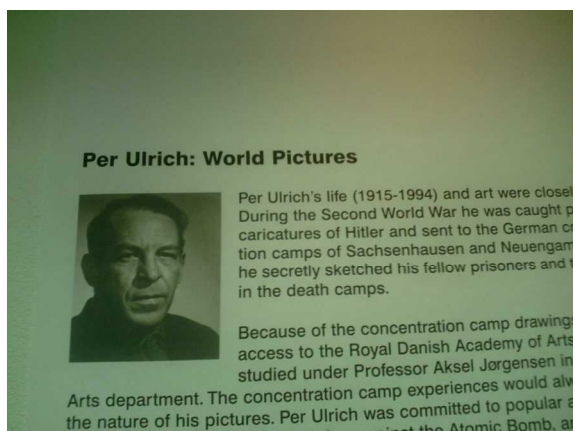 Per Ulrich: World Pictures
Per Ulrich's life (1915-1994) and art were
During the Second World War he was caught
caricatures of Hitler and sent to the German
tion camps of Sachsenhausen and
he secretly sketched his fellow prisoners and
in the death camps.
Because of the concentration camp drawings
access to the Royal Danish Academy of Arts
studied under Professor Aksel Jørgensen in
Arts department. The concentration camp experiences would
the nature of his pictures. Per Ulrich was committed to popular
the Atomic Bomb,